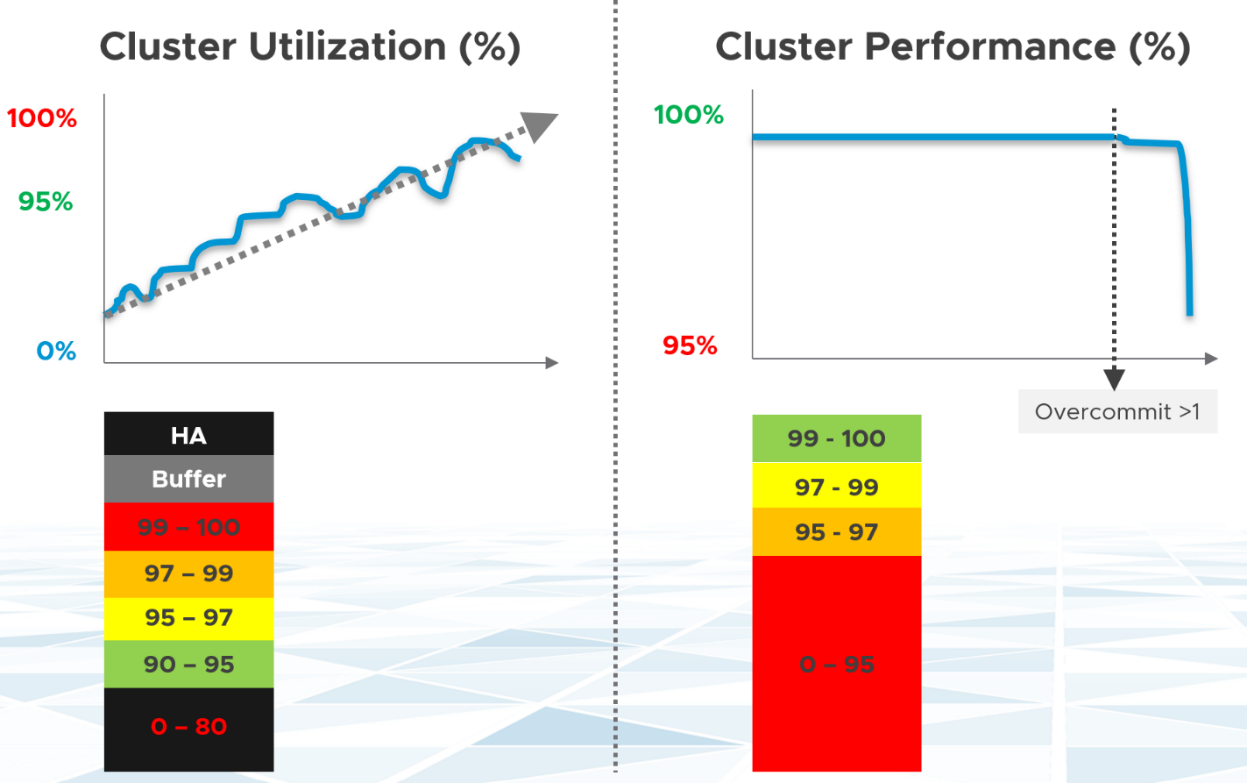 Cluster Utilization (%)
100%
95%
0%
HA
Buffer
99 – 100
97 – 99
95 – 97
90 – 95
0 – 80
Cluster Performance (%)
100%
95%
Overcommit >1
99 - 100
97 - 99
95 - 97
0 – 95